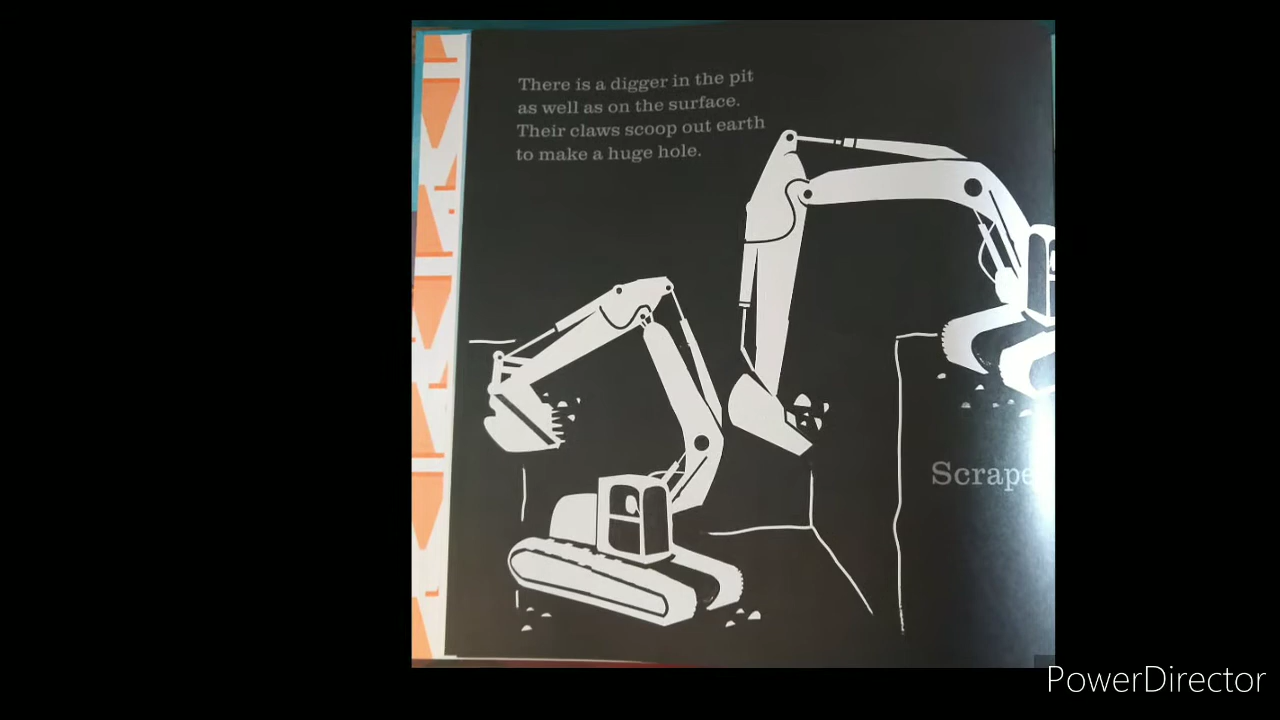 There is a digger in the pit
as well as on the surface.
Their claws scoop out earth
to make a huge hole.
Scrape
PowerDirector